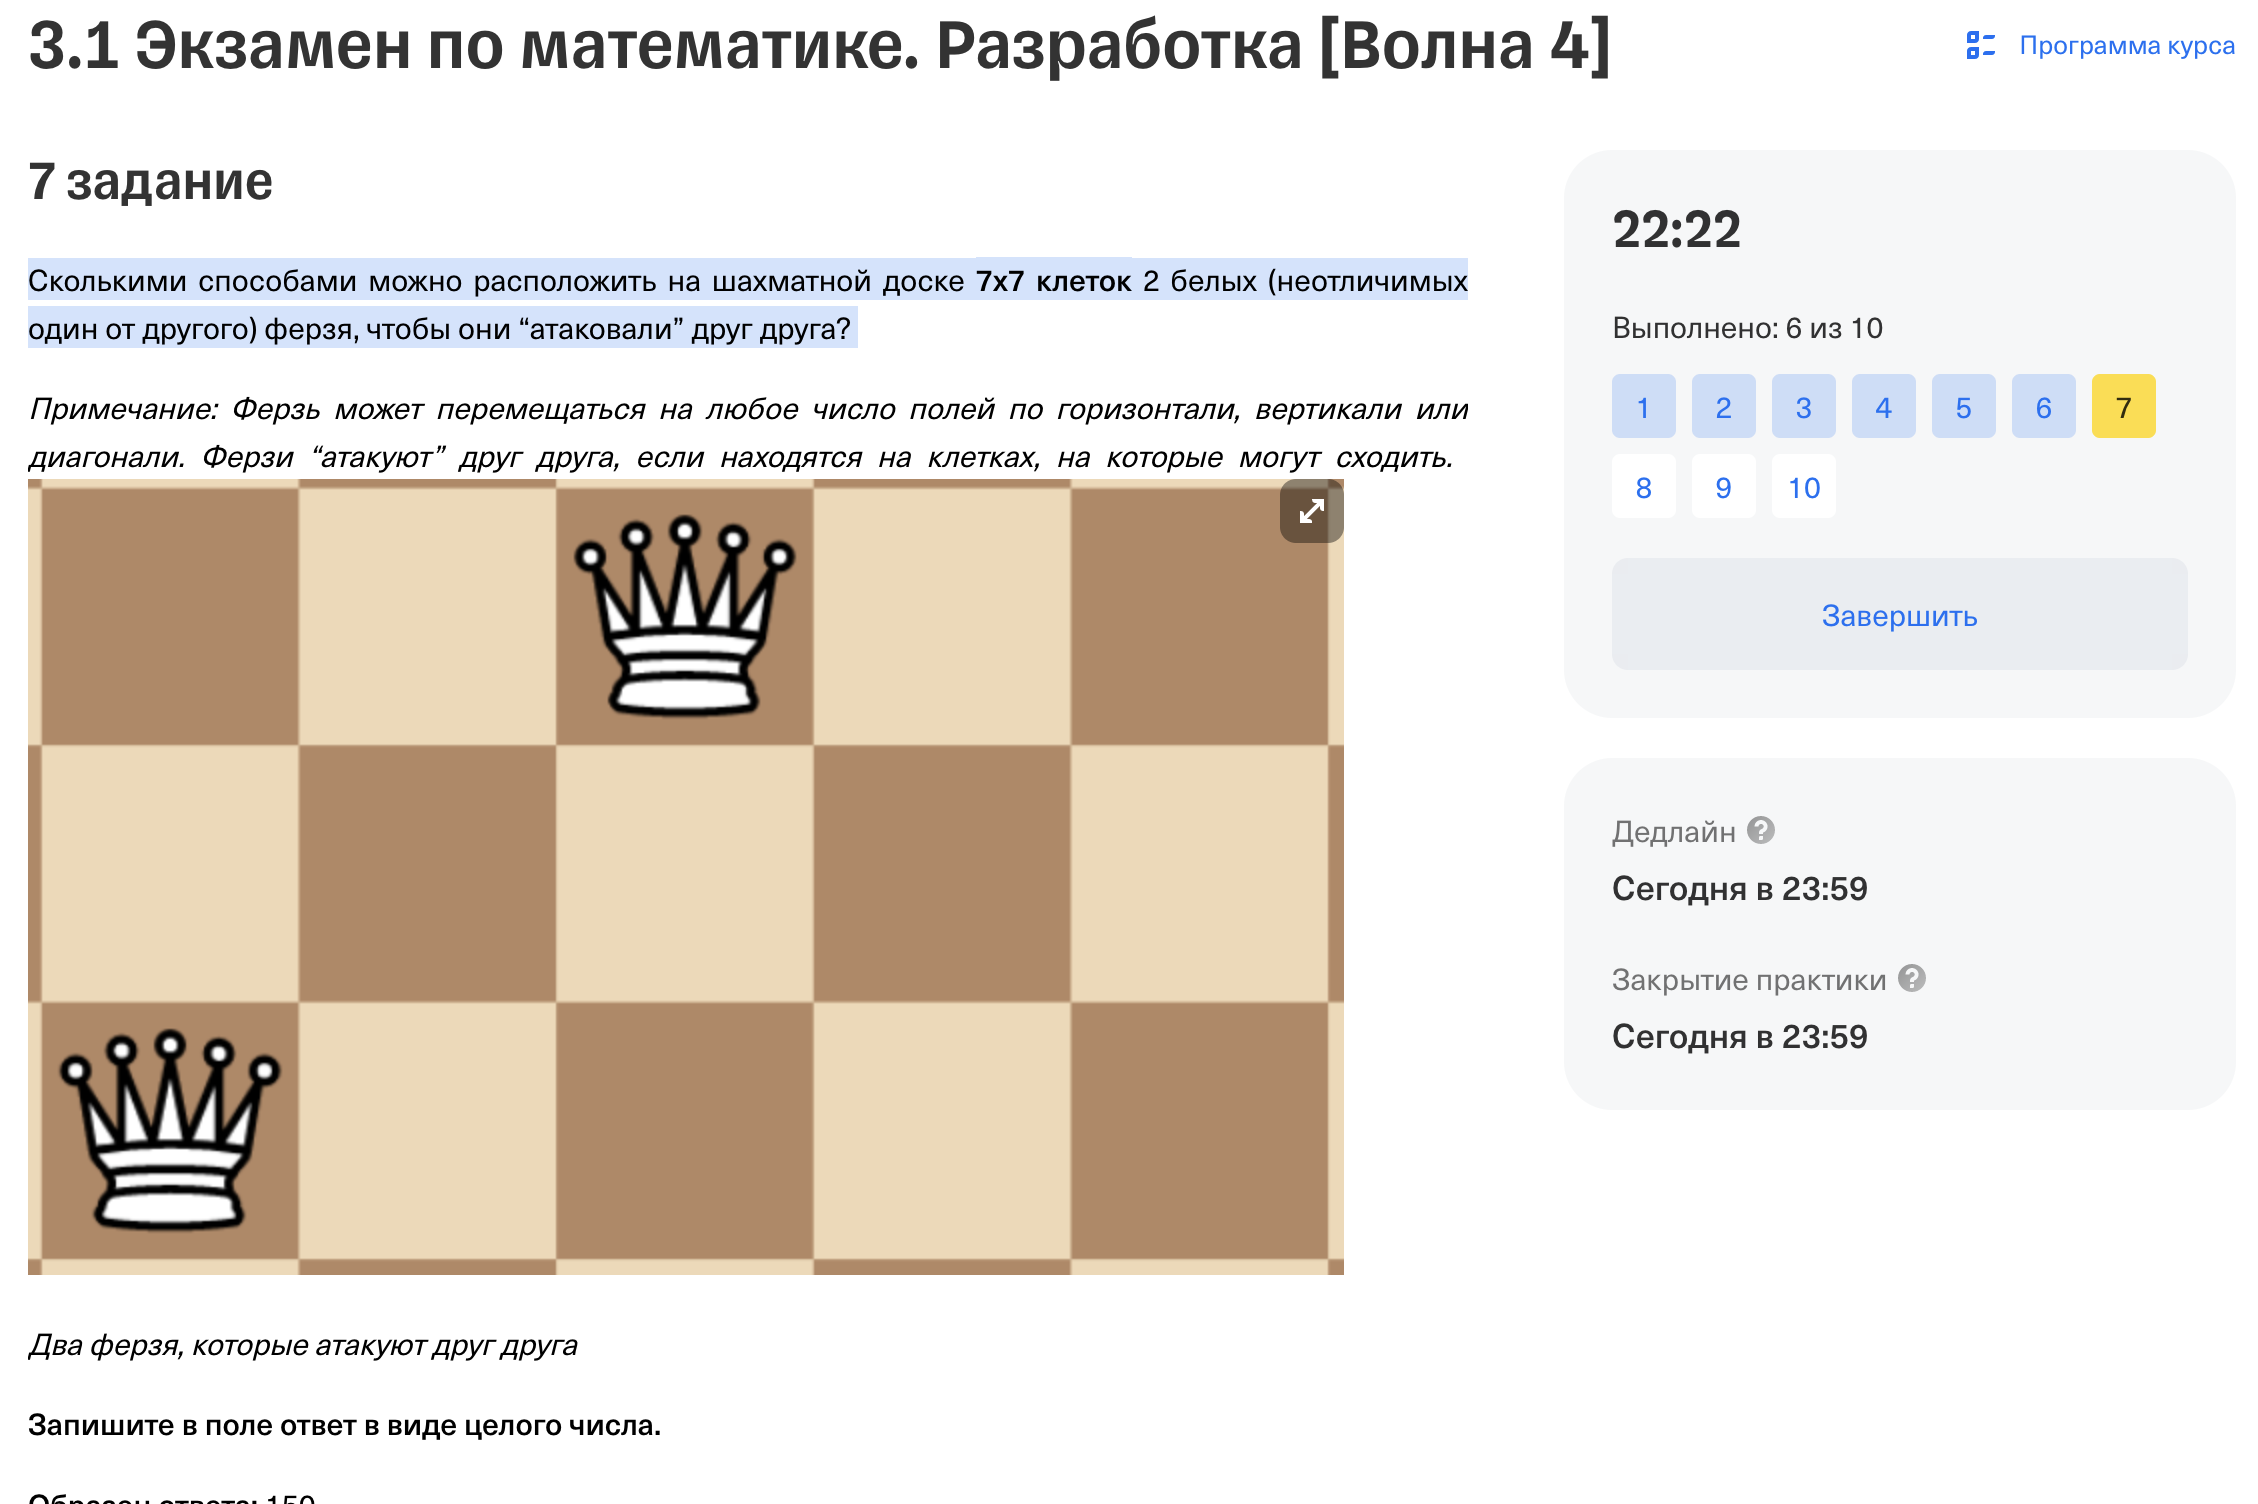 3.1 Экзамен по математике. Разработка [Волна 4]
Программа курса
7 задание
Сколькими способами можно расположить на шахматной доске 7х7 клеток 2 белых (неотличимых
один от другого) ферзя, чтобы они “атаковали” друг друга?
Примечание: Ферзь может перемещаться на любое число полей по горизонтали, вертикали или
диагонали. Ферзи “атакуют” друг друга, если находятся на клетках, на которые могут сходить.
Два ферзя, которые атакуют друг друга
Запишите в поле ответ в виде целого числа.
Образец ответа: 150
22:22
Выполнено: 6 из 10
1 2 3 4 5 6 7
8 9 10
Завершить
Дедлайн ?
Сегодня в 23:59
Закрытие практики ?
Сегодня в 23:59